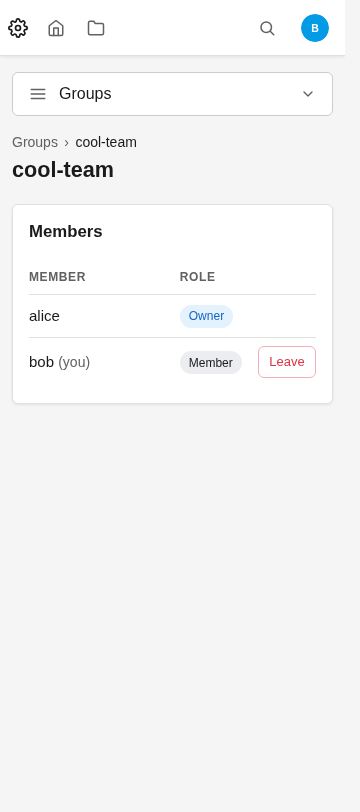 B
Groups
Groups › cool-team
cool-team
Members
MEMBER ROLE
alice Owner
bob (you) Member Leave